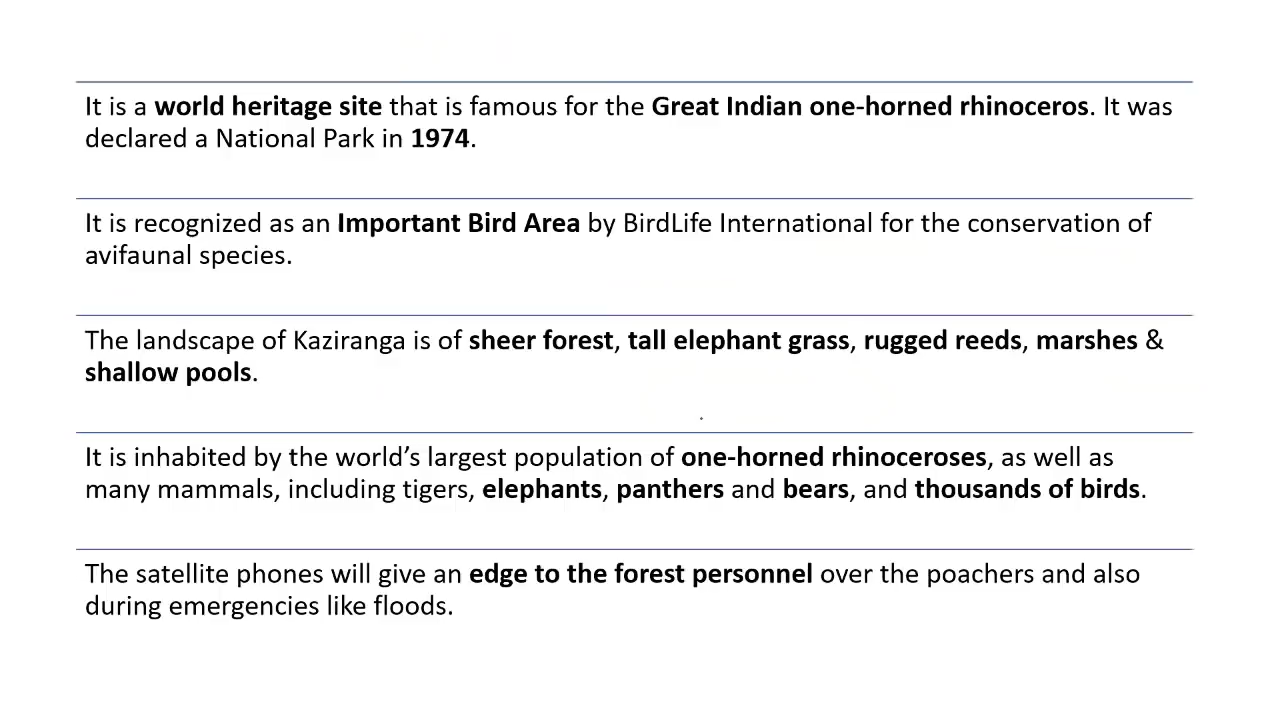 It is a world heritage site that is famous for the Great Indian one-horned rhinoceros. It was
declared a National Park in 1974.
It is recognized as an Important Bird Area by BirdLife International for the conservation of
avifaunal species.
The landscape of Kaziranga is of sheer forest, tall elephant grass, rugged reeds, marshes &
shallow pools.
It is inhabited by the world’s largest population of one-horned rhinoceroses, as well as
many mammals, including tigers, elephants, panthers and bears, and thousands of birds.
The satellite phones will give an edge to the forest personnel over the poachers and also
during emergencies like floods.